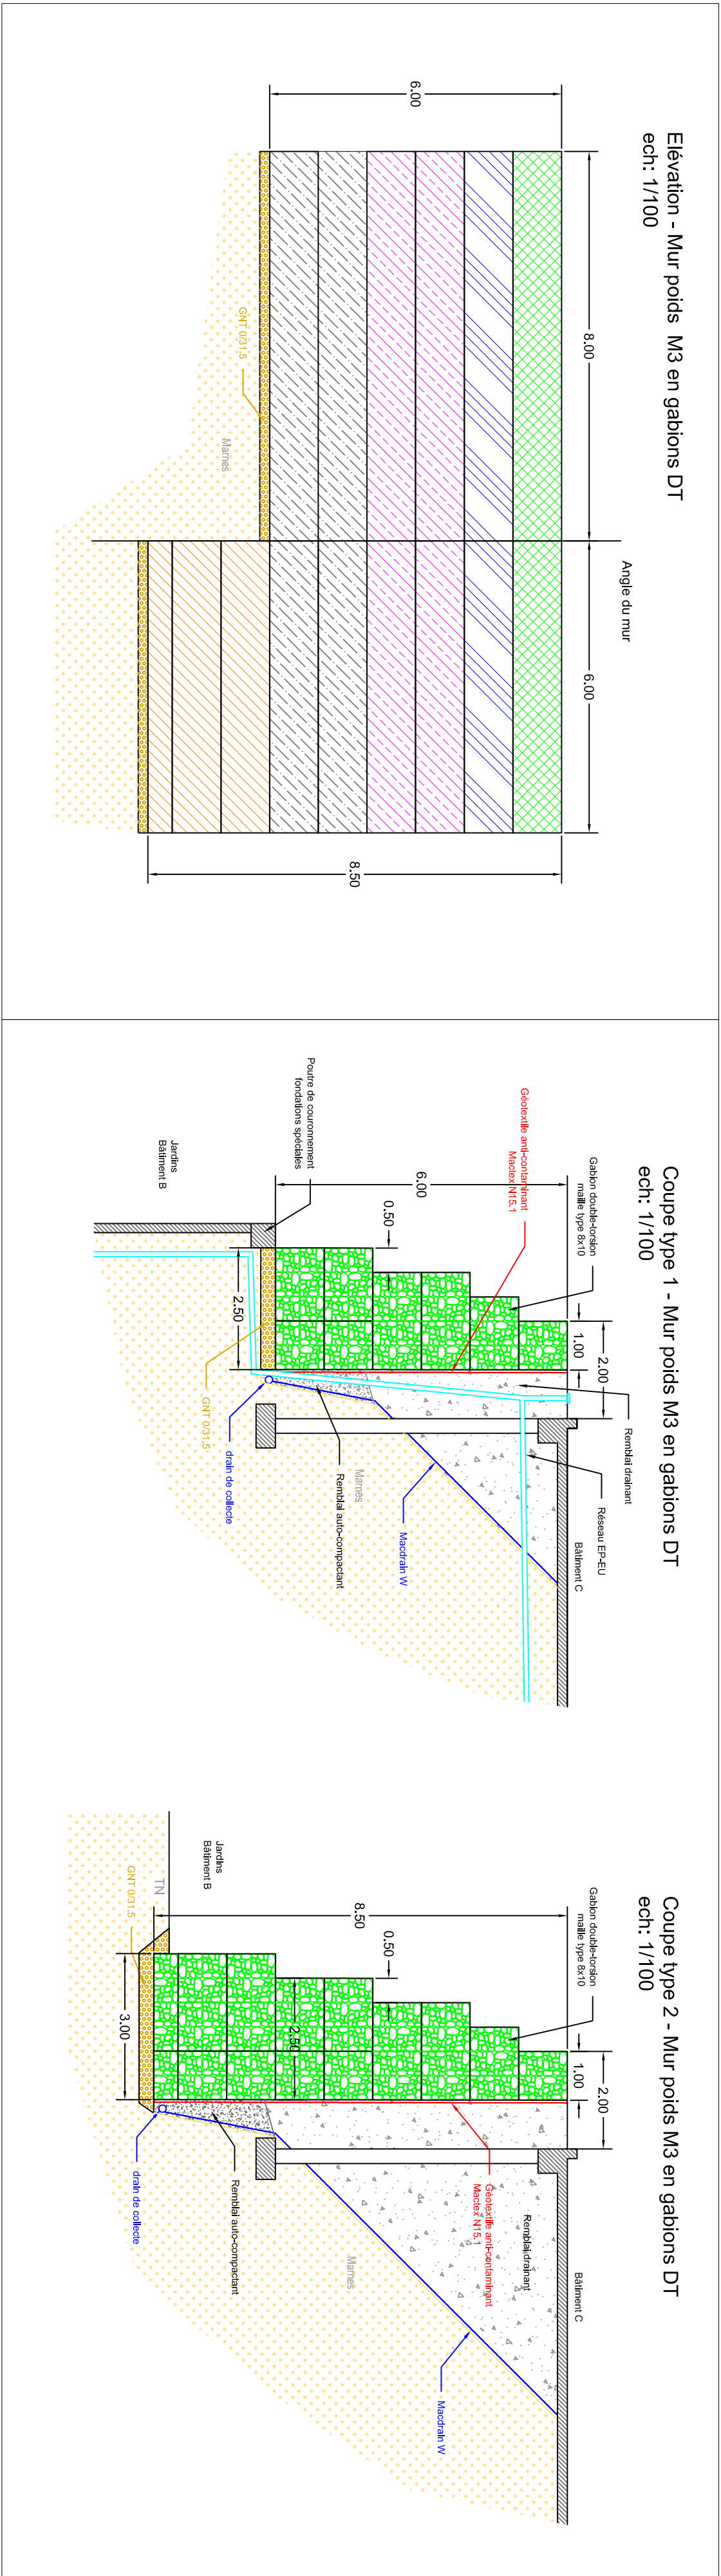 Elévation - Mur poids M3 en gabions DT
ech: 1/100
8.00
Angle du mur
6.00
6.00
8.50
GNT 0/31,5
Marnes
Coupe type 1 - Mur poids M3 en gabions DT
ech: 1/100
Gabion double-torsion
maille type 8x10
2.00
1.00
Remblai drainant
Réseau EP-EU
Bâtiment C
Géotextile anti-contaminant
Mactex N15.1
6.00
0.50
Poutre de couronnement
fondations spéciales
2.50
Jardins
Bâtiment B
GNT 0/31,5
drain de collecte
Marnes
Remblai auto-compactant
Macdrain W
Coupe type 2 - Mur poids M3 en gabions DT
ech: 1/100
Gabion double-torsion
maille type 8x10
2.00
1.00
Bâtiment C
Remblai drainant
Géotextile anti-contaminant
Mactex N15.1
8.50
0.50
2.50
Jardins
Bâtiment B
TN
GNT 0/31,5
3.00
drain de collecte
Remblai auto-compactant
Marnes
Macdrain W